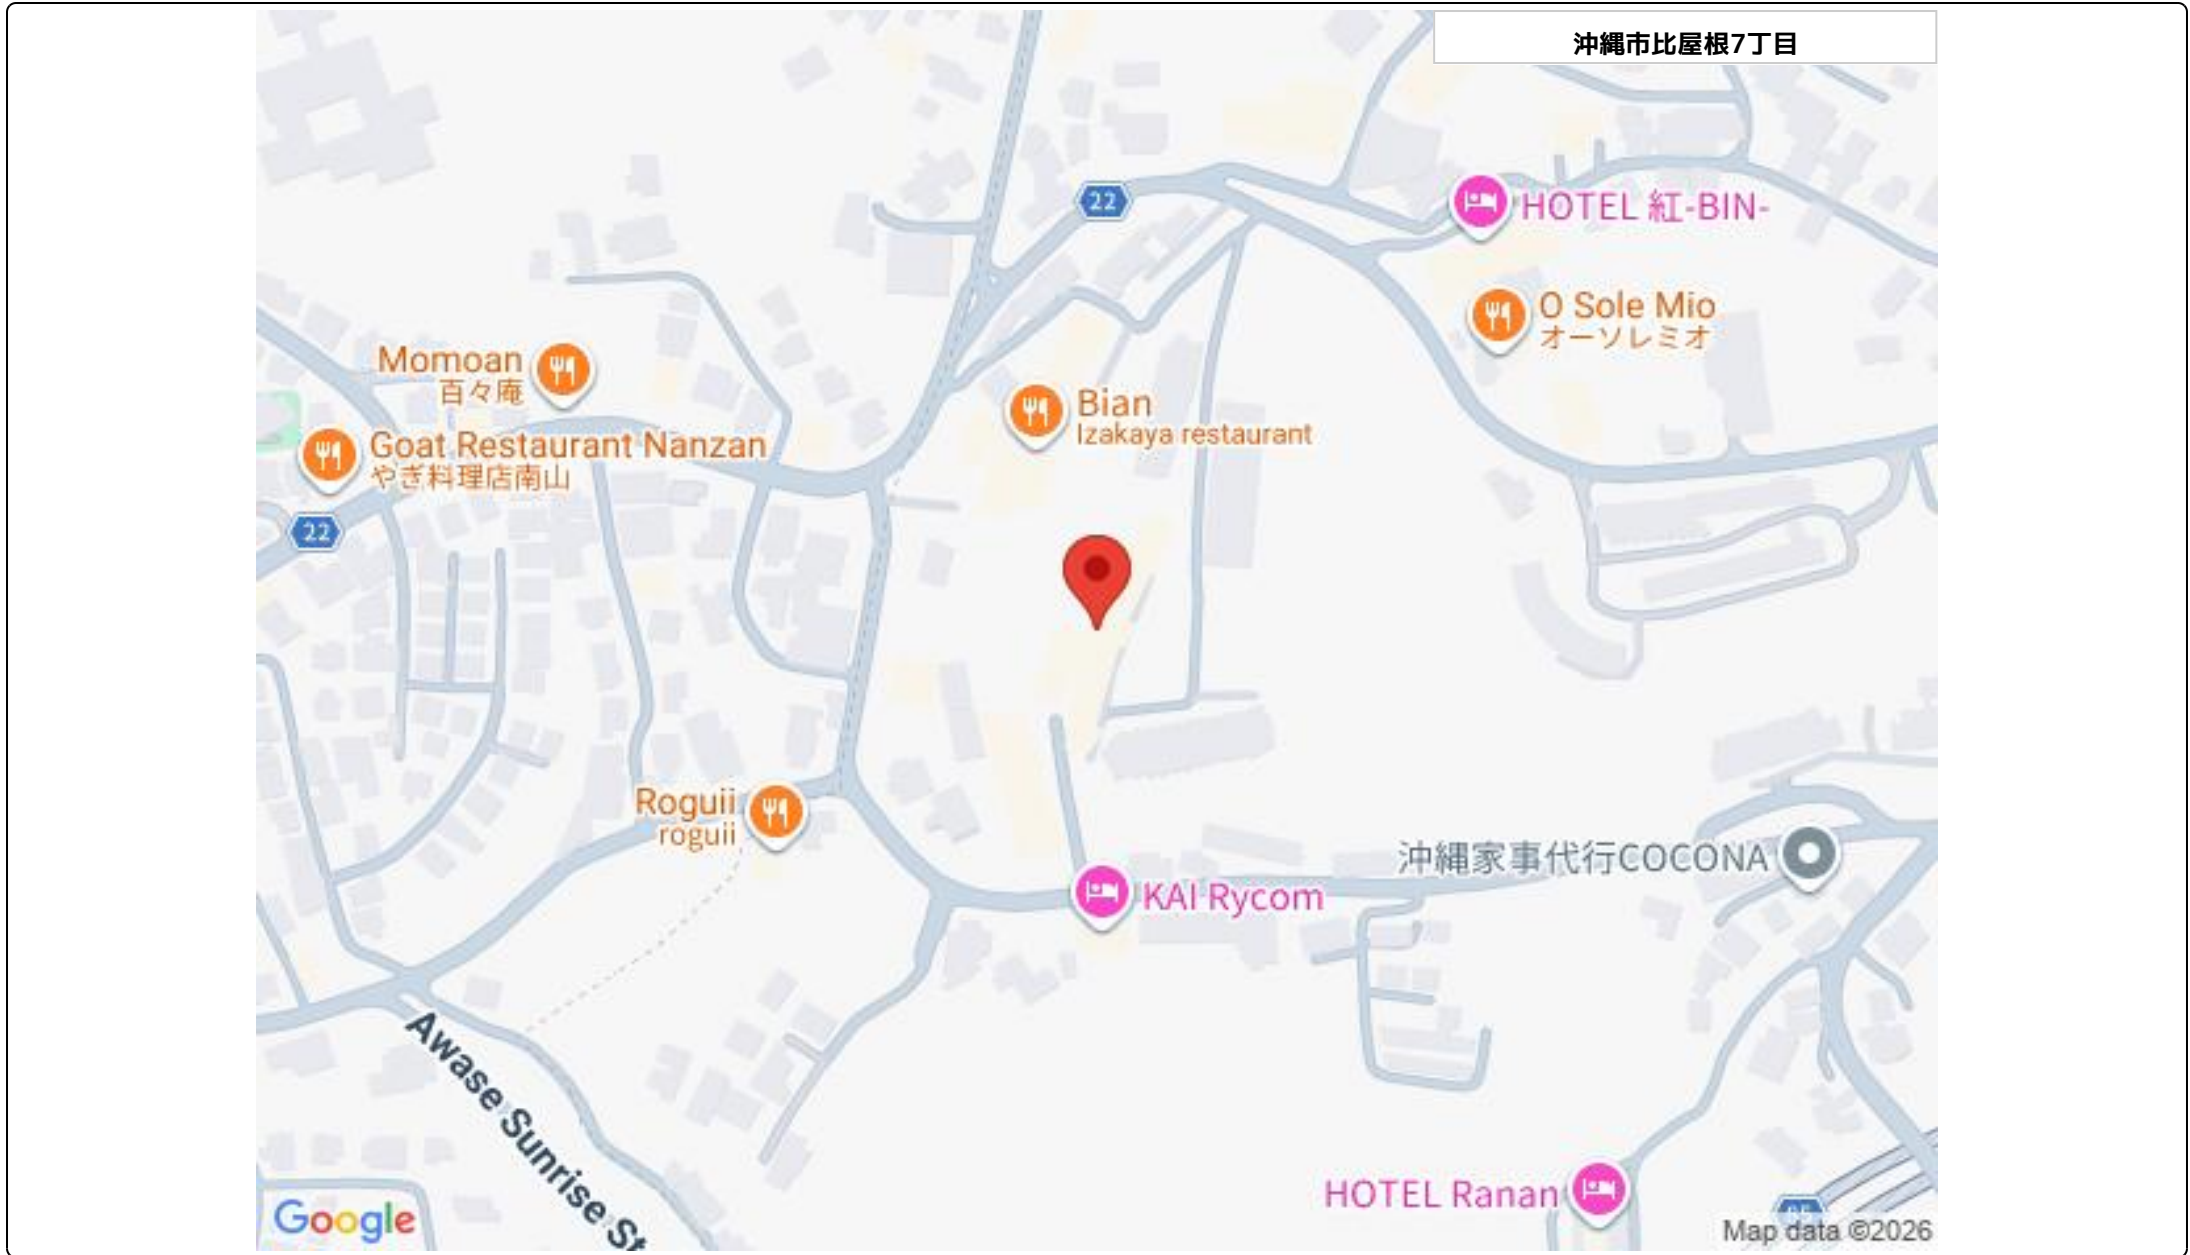 沖縄市比屋根7丁目
22
HOTEL 紅-BIN-
O Sole Mio
オーソレミオ
Momoan
百々庵
Bian
Izakaya restaurant
Goat Restaurant Nanzan
やぎ料理店南山
22
Roguii
roguii
沖縄家事代行COCONA
KAI Rycom
Awase Sunrise St
HOTEL Ranan
Google
Map data ©2026